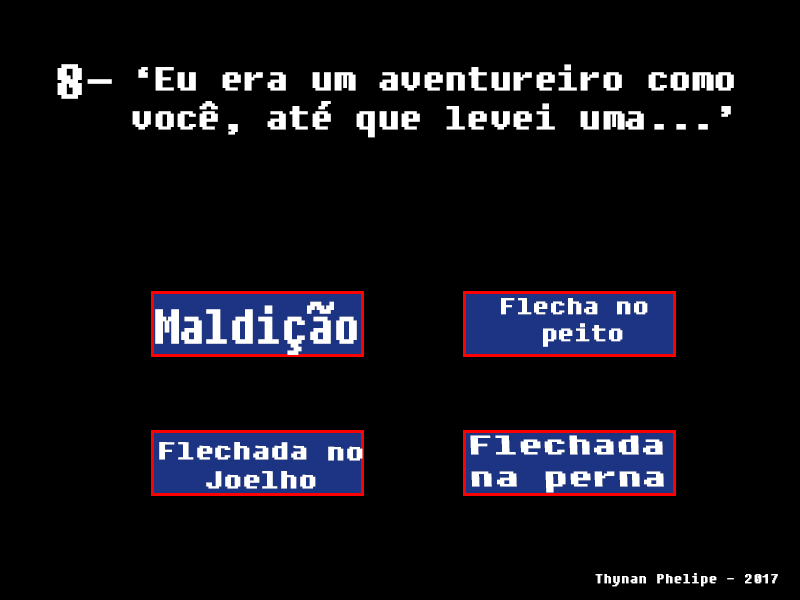 8- ‘Eu era um aventureiro como
você, até que levei uma...’
Maldição
Flecha no
peito
Flechada no
Joelho
Flechada
na perna
Thynan Phelipe - 2017